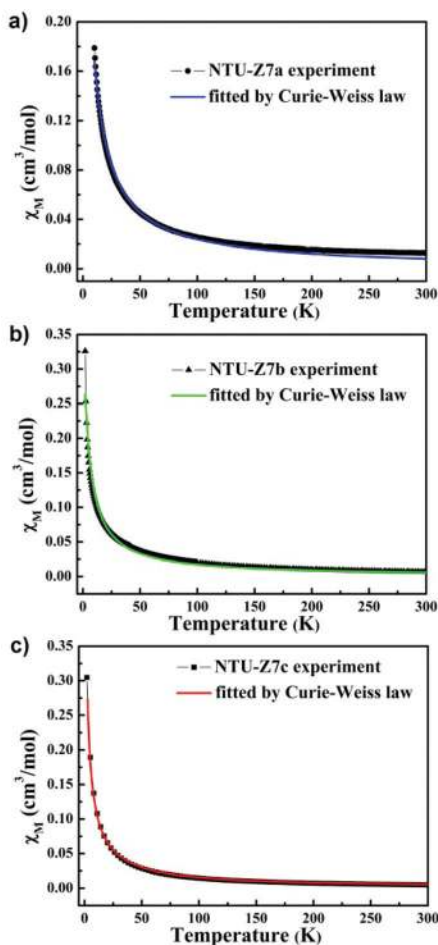 a)
0.20
NTU-Z7a experiment
0.16
fitted by Curie-Weiss law
0.12
χM (cm³/mol)
0.08
0.04
0.00
0 50 100 150 200 250 300
Temperature (K)
b)
0.35
0.30
NTU-Z7b experiment
0.25
fitted by Curie-Weiss law
0.20
χM (cm³/mol)
0.15
0.10
0.05
0.00
0 50 100 150 200 250 300
Temperature (K)
c)
0.35
NTU-Z7c experiment
0.30
fitted by Curie-Weiss law
0.25
0.20
χM (cm³/mol)
0.15
0.10
0.05
0.00
0 50 100 150 200 250 300
Temperature (K)